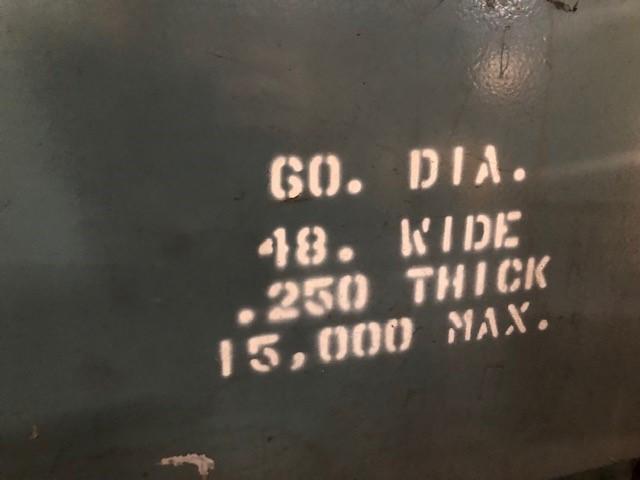 60. DIA.
48. WIDE
.250 THICK
15,000 MAX.